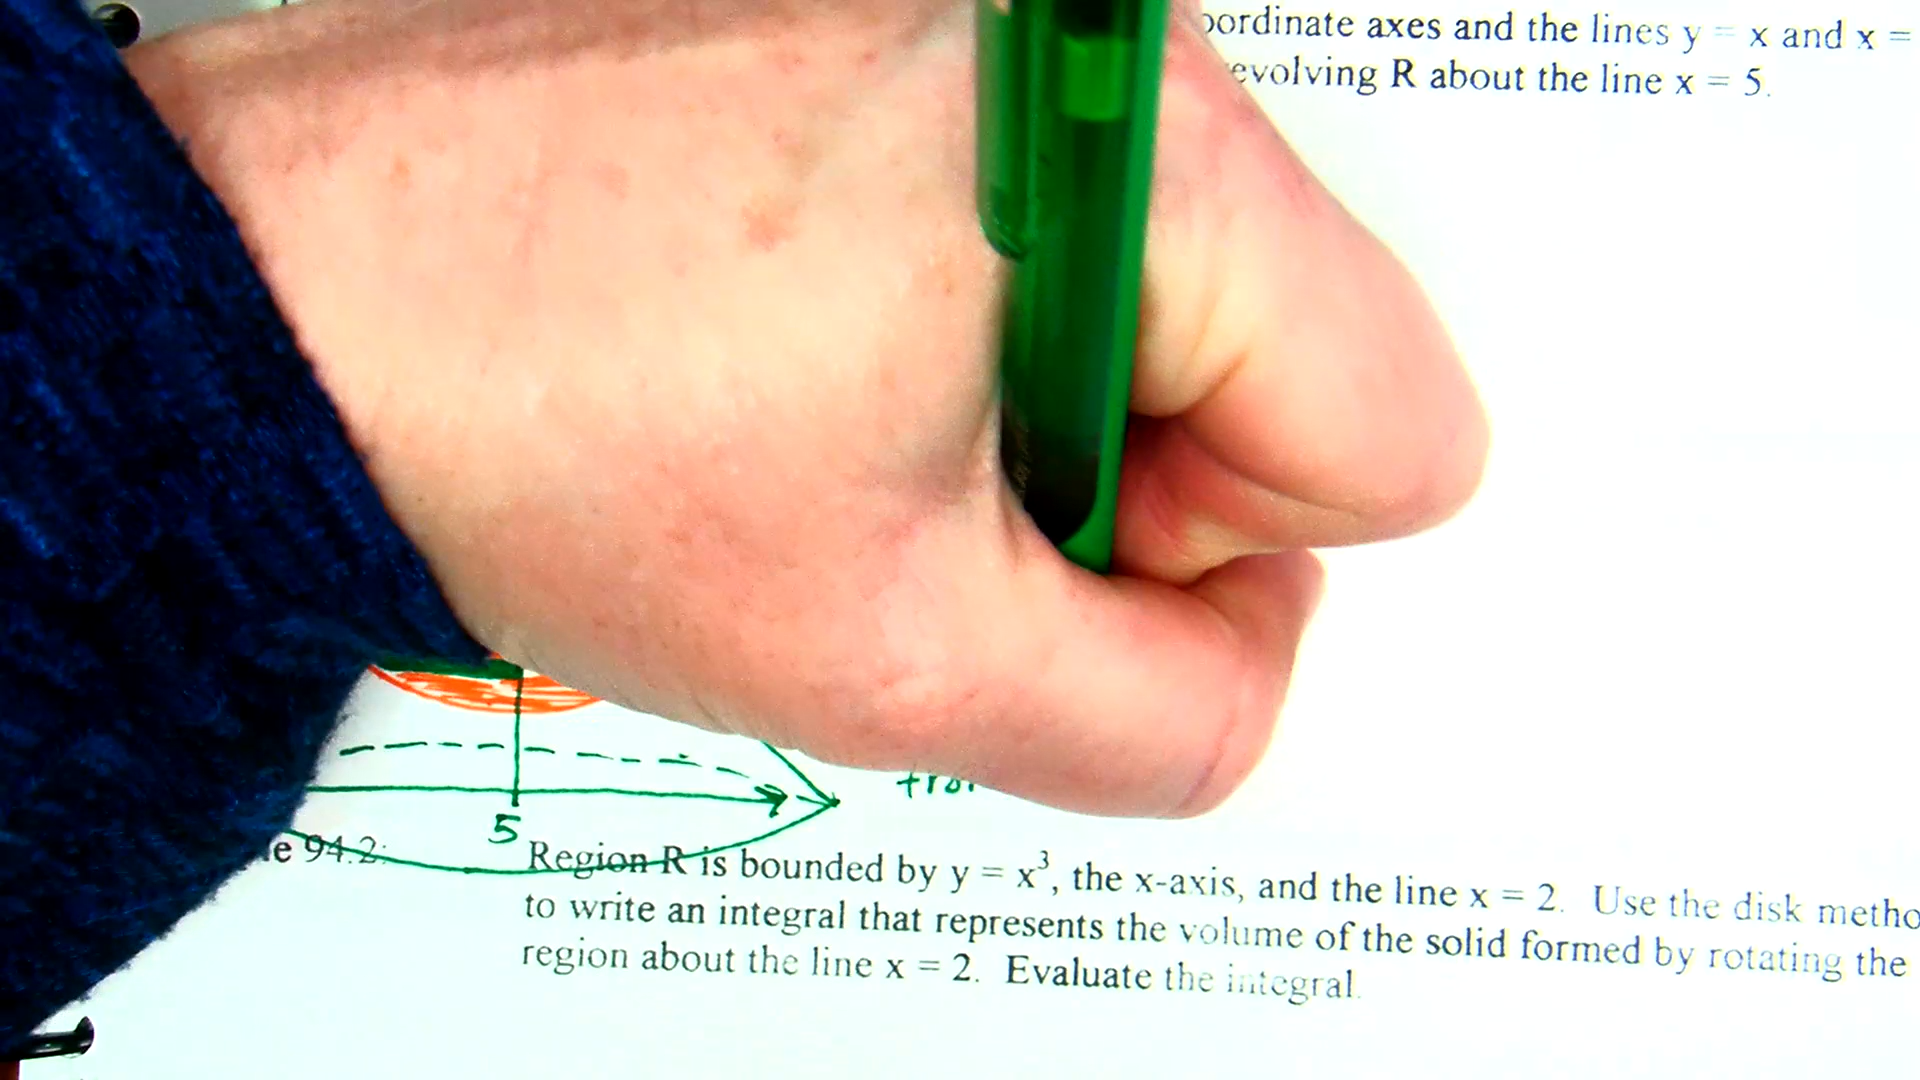 coordinate axes and the lines y = x and x =
revolving R about the line x = 5.
5
94.2:
Region R is bounded by y = x³, the x-axis, and the line x = 2. Use the disk metho
to write an integral that represents the volume of the solid formed by rotating the
region about the line x = 2. Evaluate the integral.